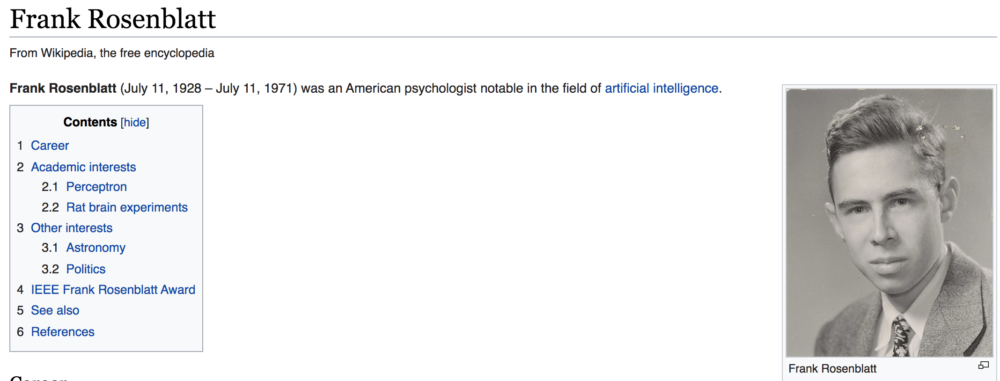 Frank Rosenblatt
From Wikipedia, the free encyclopedia
Frank Rosenblatt (July 11, 1928 – July 11, 1971) was an American psychologist notable in the field of artificial intelligence.
Contents [hide]
1 Career
2 Academic interests
2.1 Perceptron
2.2 Rat brain experiments
3 Other interests
3.1 Astronomy
3.2 Politics
4 IEEE Frank Rosenblatt Award
5 See also
6 References
Frank Rosenblatt
Career